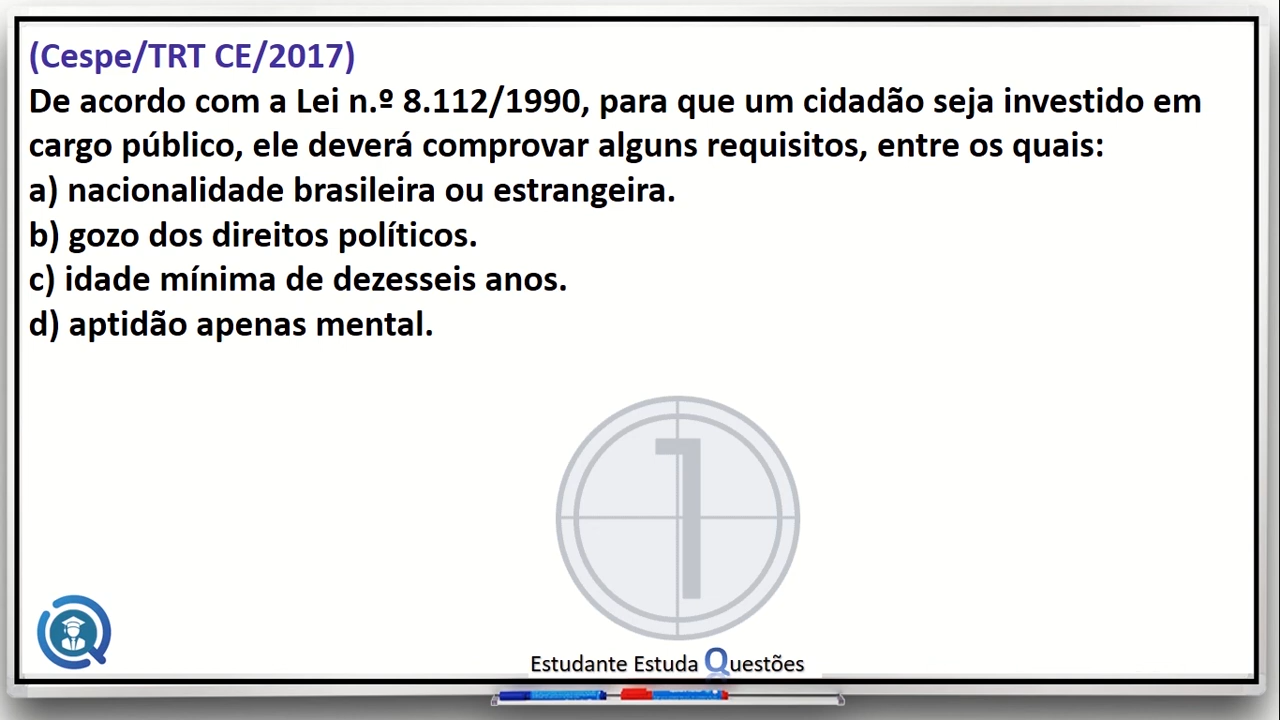 (Cespe/TRT CE/2017)
De acordo com a Lei n.º 8.112/1990, para que um cidadão seja investido em
cargo público, ele deverá comprovar alguns requisitos, entre os quais:
a) nacionalidade brasileira ou estrangeira.
b) gozo dos direitos políticos.
c) idade mínima de dezesseis anos.
d) aptidão apenas mental.
1
Estudante Estuda Questões